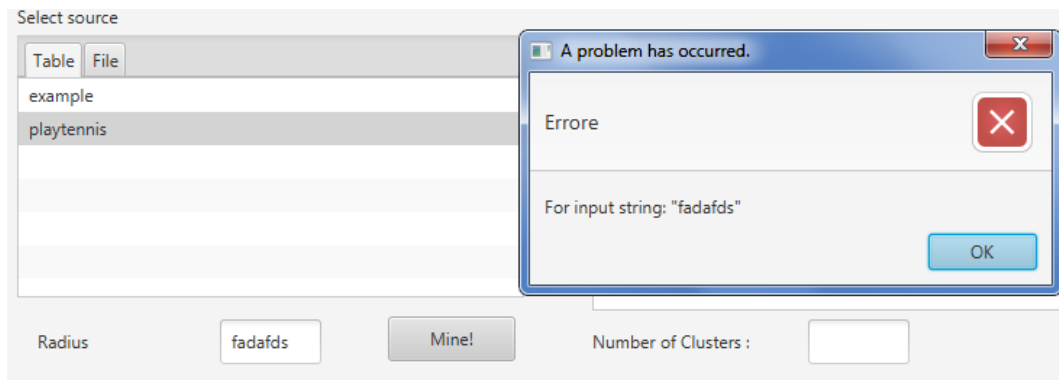 Select source
Table File
example
playtennis
A problem has occurred.
Errore
For input string: "fadafds"
OK
Radius fadafds Mine! Number of Clusters :